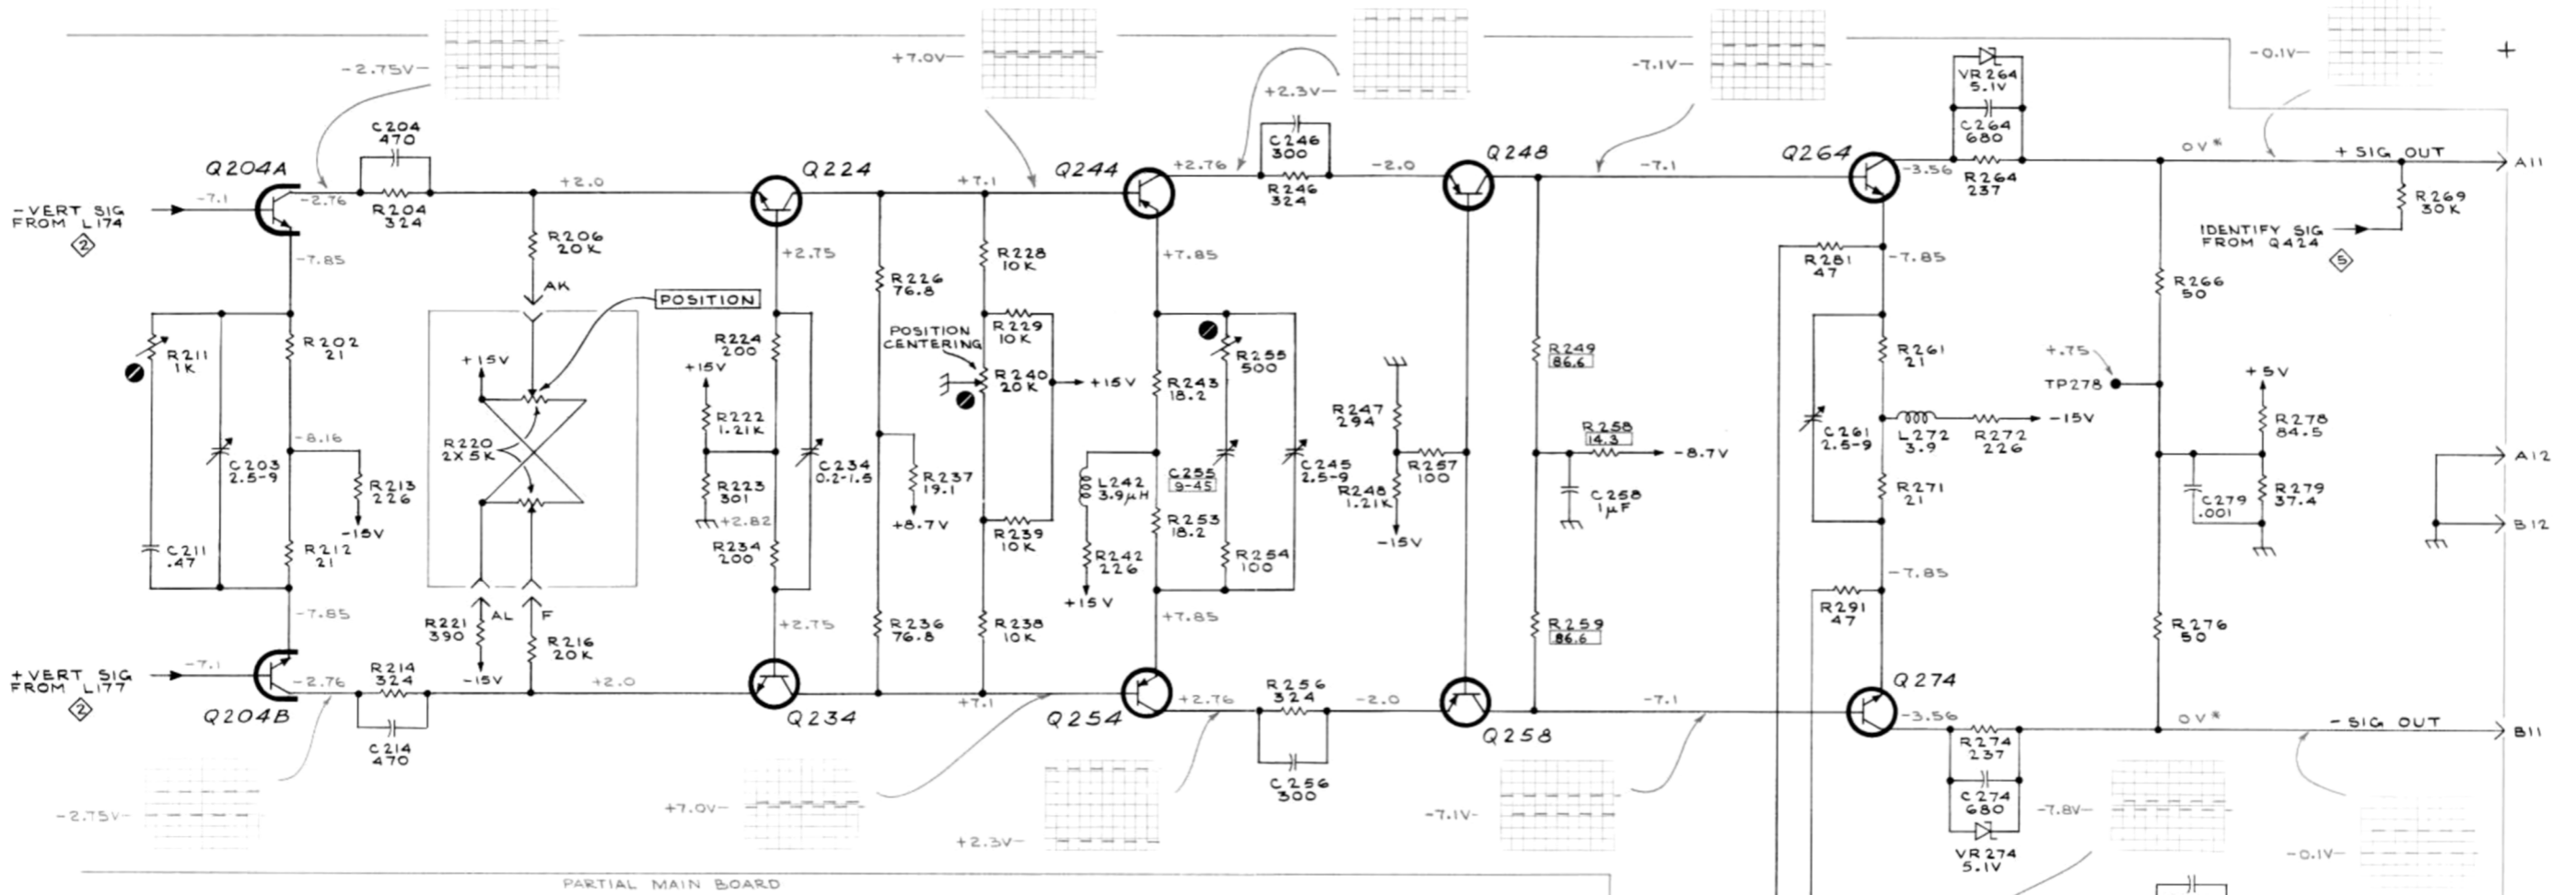 -2.75V
+7.0V
+2.3V
-7.1V
-0.1V
+
VR264
5.1V
C264
680
C204
470
C246
300
Q204A
-7.1
-2.76
R204
324
+2.0
Q224
+7.1
Q244
+2.76
R246
324
-2.0
Q248
-7.1
Q264
-3.56
R264
237
0V*
+ SIG OUT
A11
-VERT SIG
FROM L174
2
-7.85
R206
20K
AK
POSITION
+2.75
R226
76.8
R228
10K
+7.85
R281
47
-7.85
R266
50
R269
30K
IDENTIFY SIG
FROM Q424
5
R211
1K
R202
21
+15V
R224
200
+15V
POSITION
CENTERING
R229
10K
R240
20K
+15V
R255
500
R243
18.2
R249
86.6
R261
21
+.75
TP278
+5V
R222
1.21K
R247
294
R258
14.3
-8.7V
C261
2.5-9
L272
3.9
R272
226
-15V
R278
84.5
-8.16
C203
2.5-9
R213
226
-15V
R220
2X5K
R223
301
+2.82
C234
0.2-1.5
R237
19.1
+8.7V
L242
3.9µH
C255
9-45
C245
2.5-9
R257
100
R248
1.21K
-15V
C258
1µF
R271
21
C279
.001
R279
37.4
A12
B12
C211
.47
R212
21
R234
200
R239
10K
R253
18.2
R242
226
+15V
R254
100
-7.85
-7.85
R221
390
AL
F
R216
20K
-15V
+2.75
R236
76.8
R238
10K
+7.85
R259
86.6
R291
47
R276
50
+VERT SIG
FROM L177
2
-7.1
-2.76
Q204B
R214
324
C214
470
+2.0
Q234
+7.1
Q254
+2.76
R256
324
C256
300
-2.0
Q258
-7.1
Q274
-3.56
R274
237
C274
680
VR274
5.1V
0V*
- SIG OUT
B11
-2.75V
+7.0V
+2.3V
-7.1V
-7.8V
-0.1V
PARTIAL MAIN BOARD